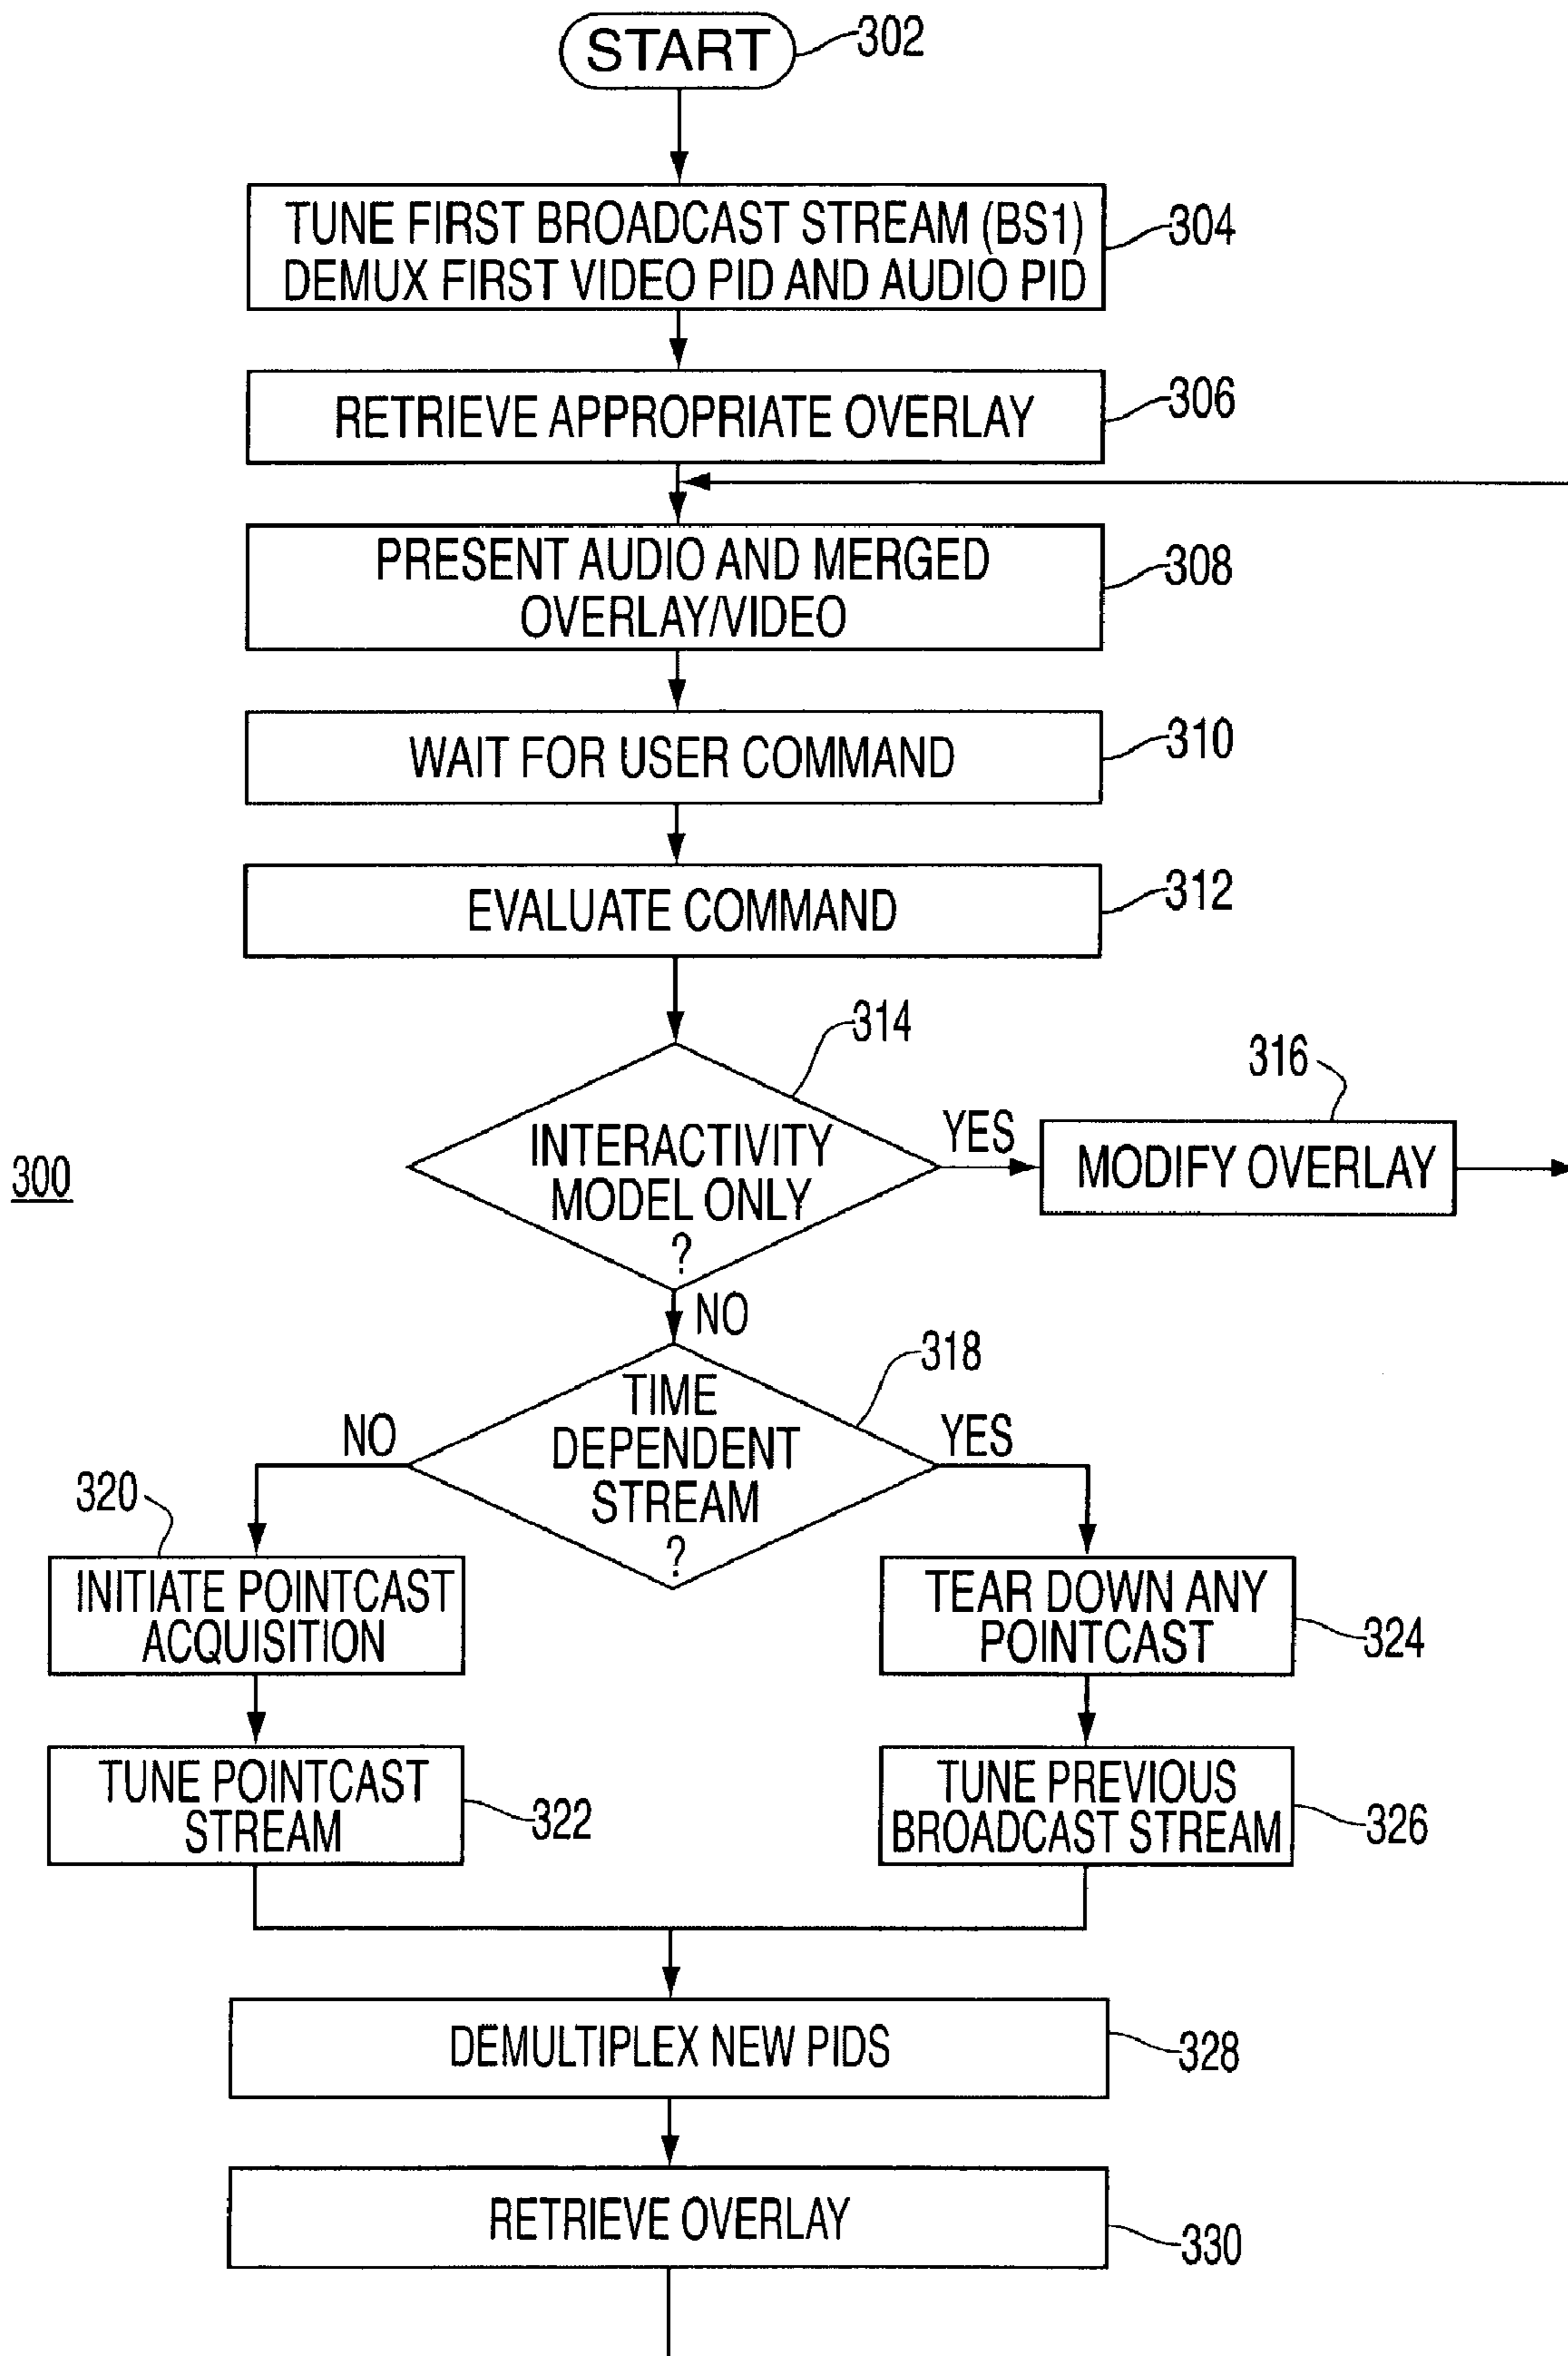 START
302
TUNE FIRST BROADCAST STREAM (BS1)
DEMUX FIRST VIDEO PID AND AUDIO PID
304
RETRIEVE APPROPRIATE OVERLAY
306
PRESENT AUDIO AND MERGED
OVERLAY/VIDEO
308
WAIT FOR USER COMMAND
310
EVALUATE COMMAND
312
314
INTERACTIVITY
MODEL ONLY
?
YES
316
MODIFY OVERLAY
300
NO
318
TIME
DEPENDENT
STREAM
?
NO
YES
320
INITIATE POINTCAST
ACQUISITION
TEAR DOWN ANY
POINTCAST
324
TUNE POINTCAST
STREAM
322
TUNE PREVIOUS
BROADCAST STREAM
326
DEMULTIPLEX NEW PIDS
328
RETRIEVE OVERLAY
330